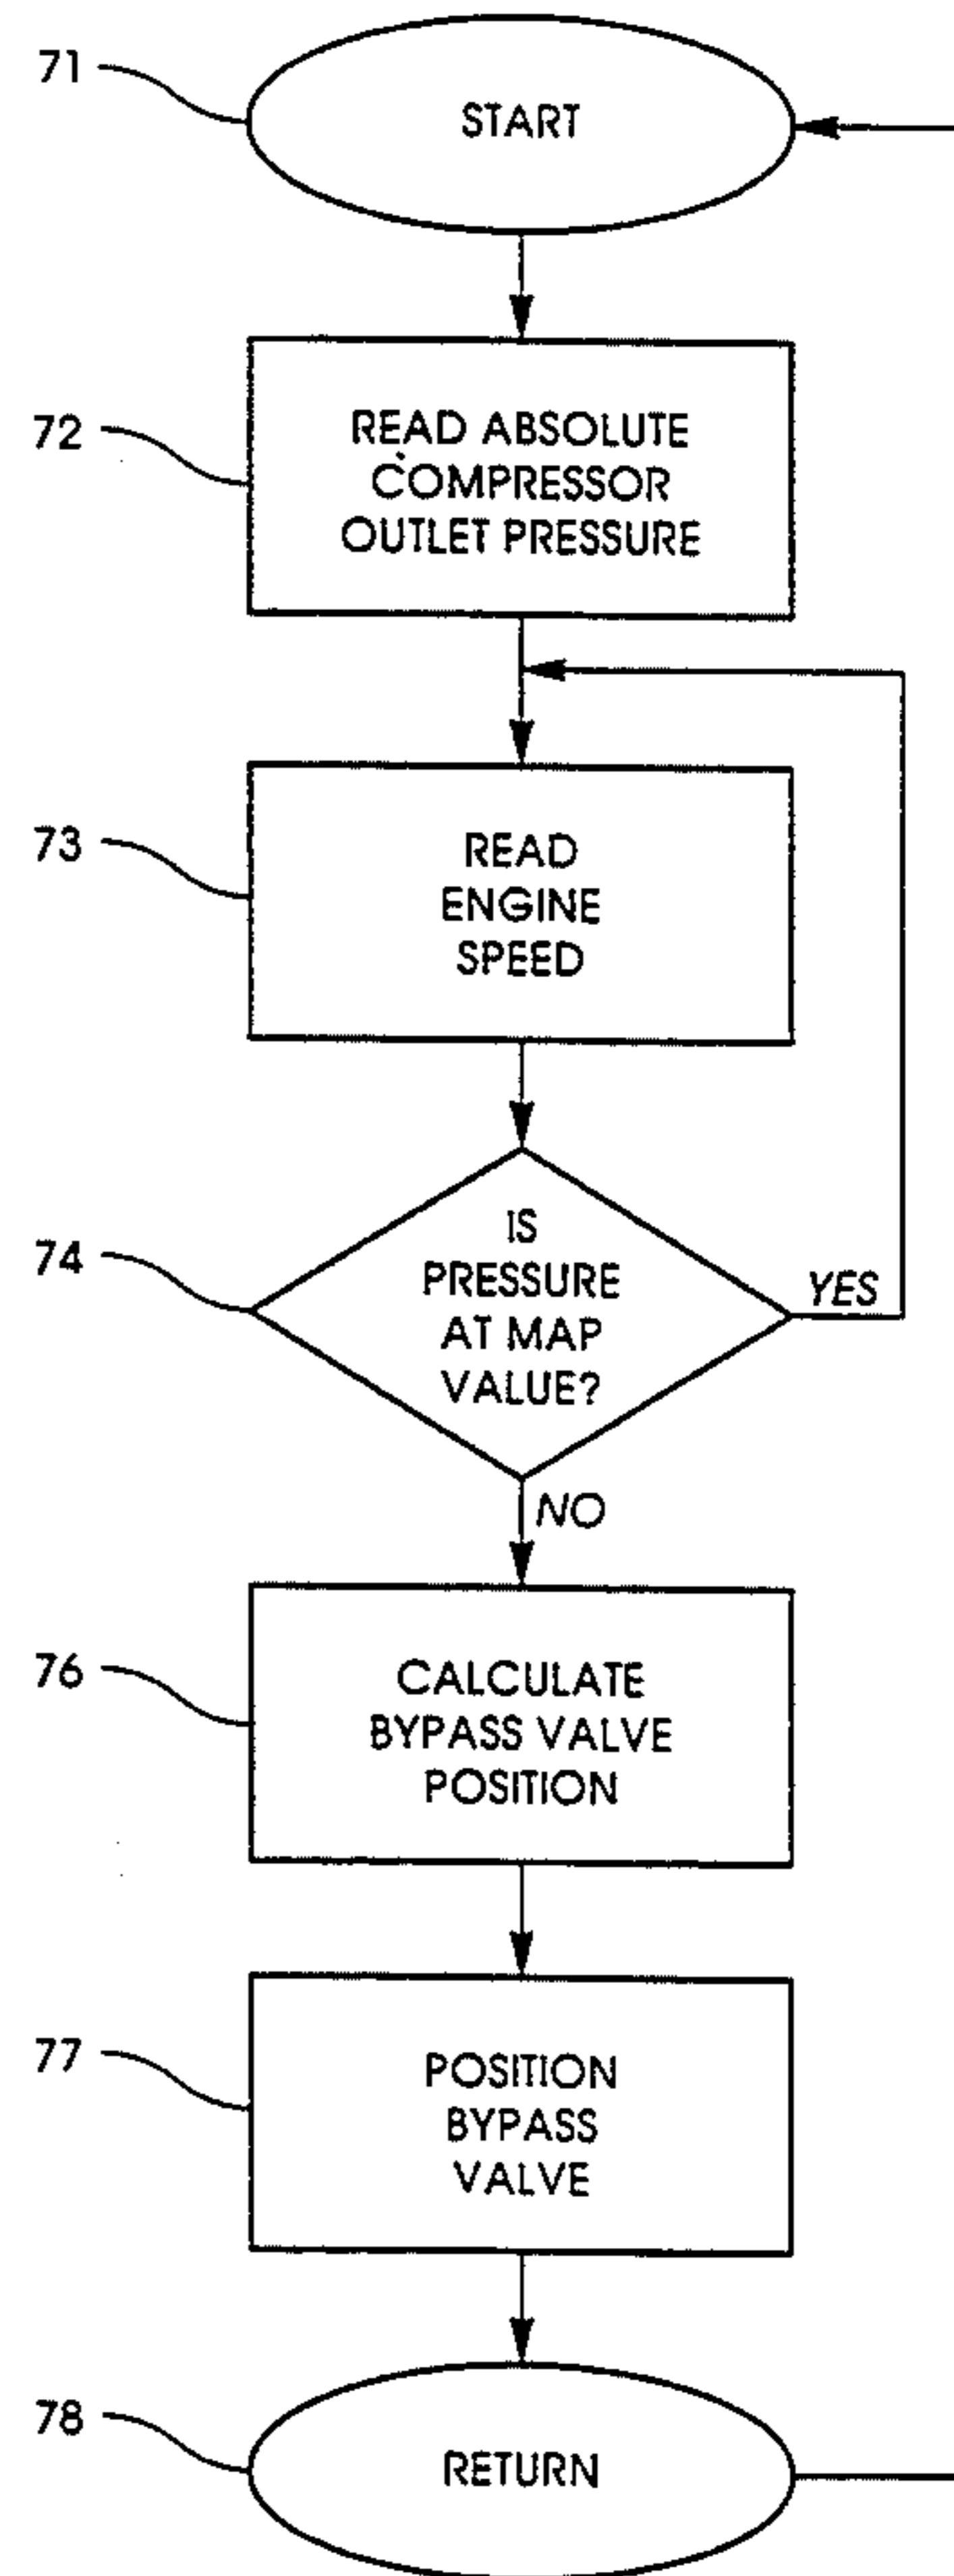 71
START
72
READ ABSOLUTE
COMPRESSOR
OUTLET PRESSURE
73
READ
ENGINE
SPEED
74
IS
PRESSURE
AT MAP
VALUE?
YES
NO
76
CALCULATE
BYPASS VALVE
POSITION
77
POSITION
BYPASS
VALVE
78
RETURN